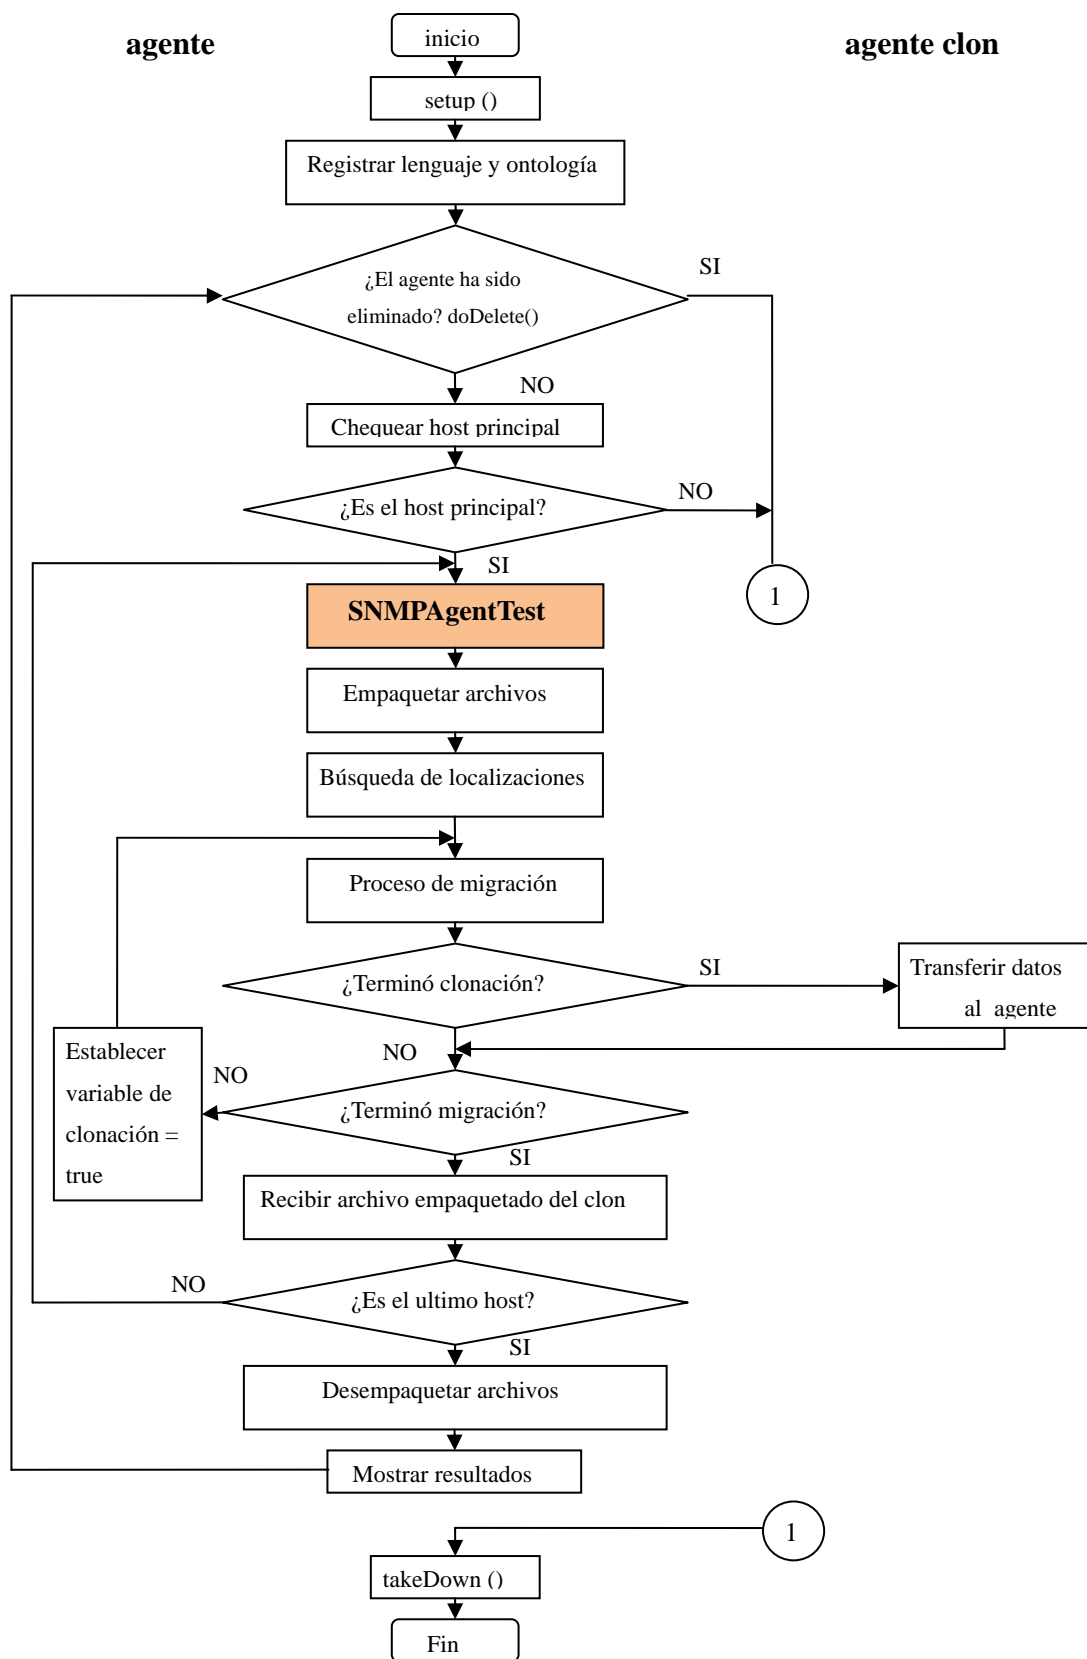 agente
inicio
agente clon
setup ()
Registrar lenguaje y ontología
¿El agente ha sido
eliminado? doDelete()
SI
NO
Chequear host principal
¿Es el host principal?
NO
SI
1
SNMPAgentTest
Empaquetar archivos
Búsqueda de localizaciones
Proceso de migración
¿Terminó clonación?
SI
Transferir datos
al agente
NO
Establecer
variable de
clonación =
true
NO
¿Terminó migración?
SI
Recibir archivo empaquetado del clon
NO
¿Es el ultimo host?
SI
Desempaquetar archivos
Mostrar resultados
1
takeDown ()
Fin